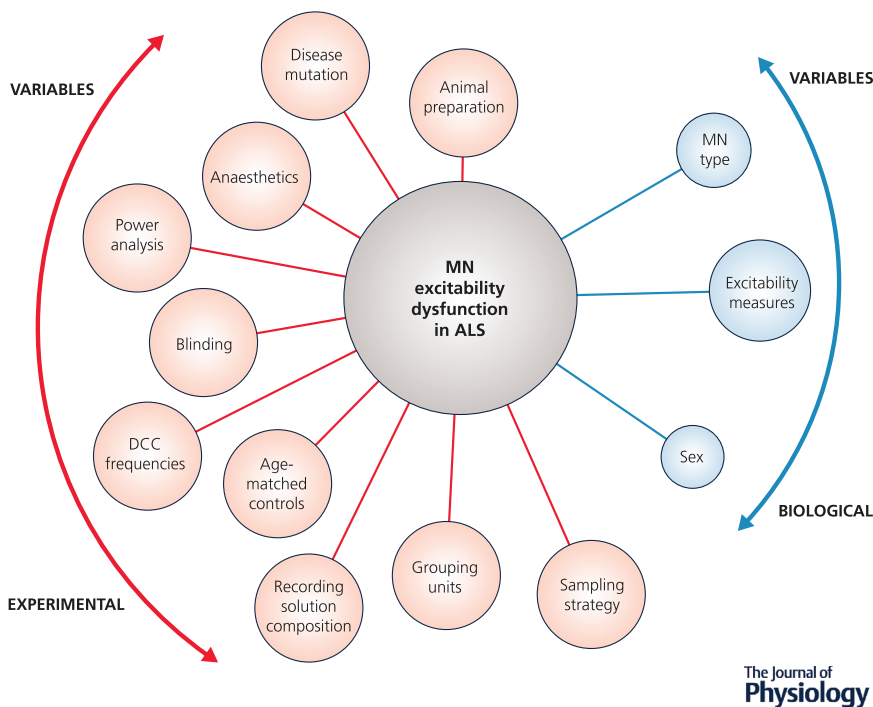 VARIABLES
Disease
mutation
Animal
preparation
VARIABLES
MN
type
Anaesthetics
Power
analysis
MN
excitability
dysfunction
in ALS
Excitability
measures
Blinding
DCC
frequencies
Age-
matched
controls
Sex
BIOLOGICAL
EXPERIMENTAL
Recording
solution
composition
Grouping
units
Sampling
strategy
The Journal of
Physiology